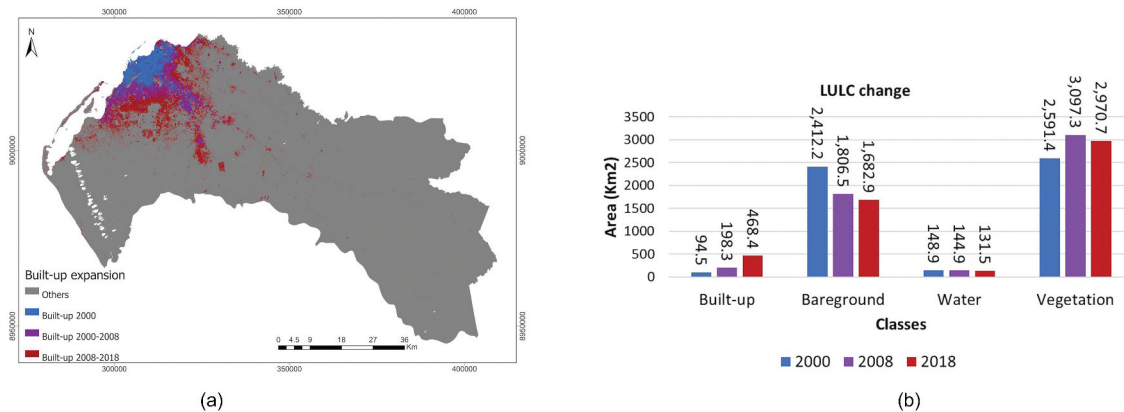 300000 350000 400000
N
9000000
9000000
8950000
8950000
Built-up expansion
Others
Built-up 2000
Built-up 2000-2008
Built-up 2008-2018
0 4.5 9 18 27 36
Km
300000 350000 400000
(a)
LULC change
Area (Km2)
3500
3000
2500
2000
1500
1000
500
0
94.5 198.3 468.4
2,412.2 1,806.5 1,682.9
148.9 144.9 131.5
2,591.4 3,097.3 2,970.7
Built-up Bareground Water Vegetation
Classes
2000 2008 2018
(b)